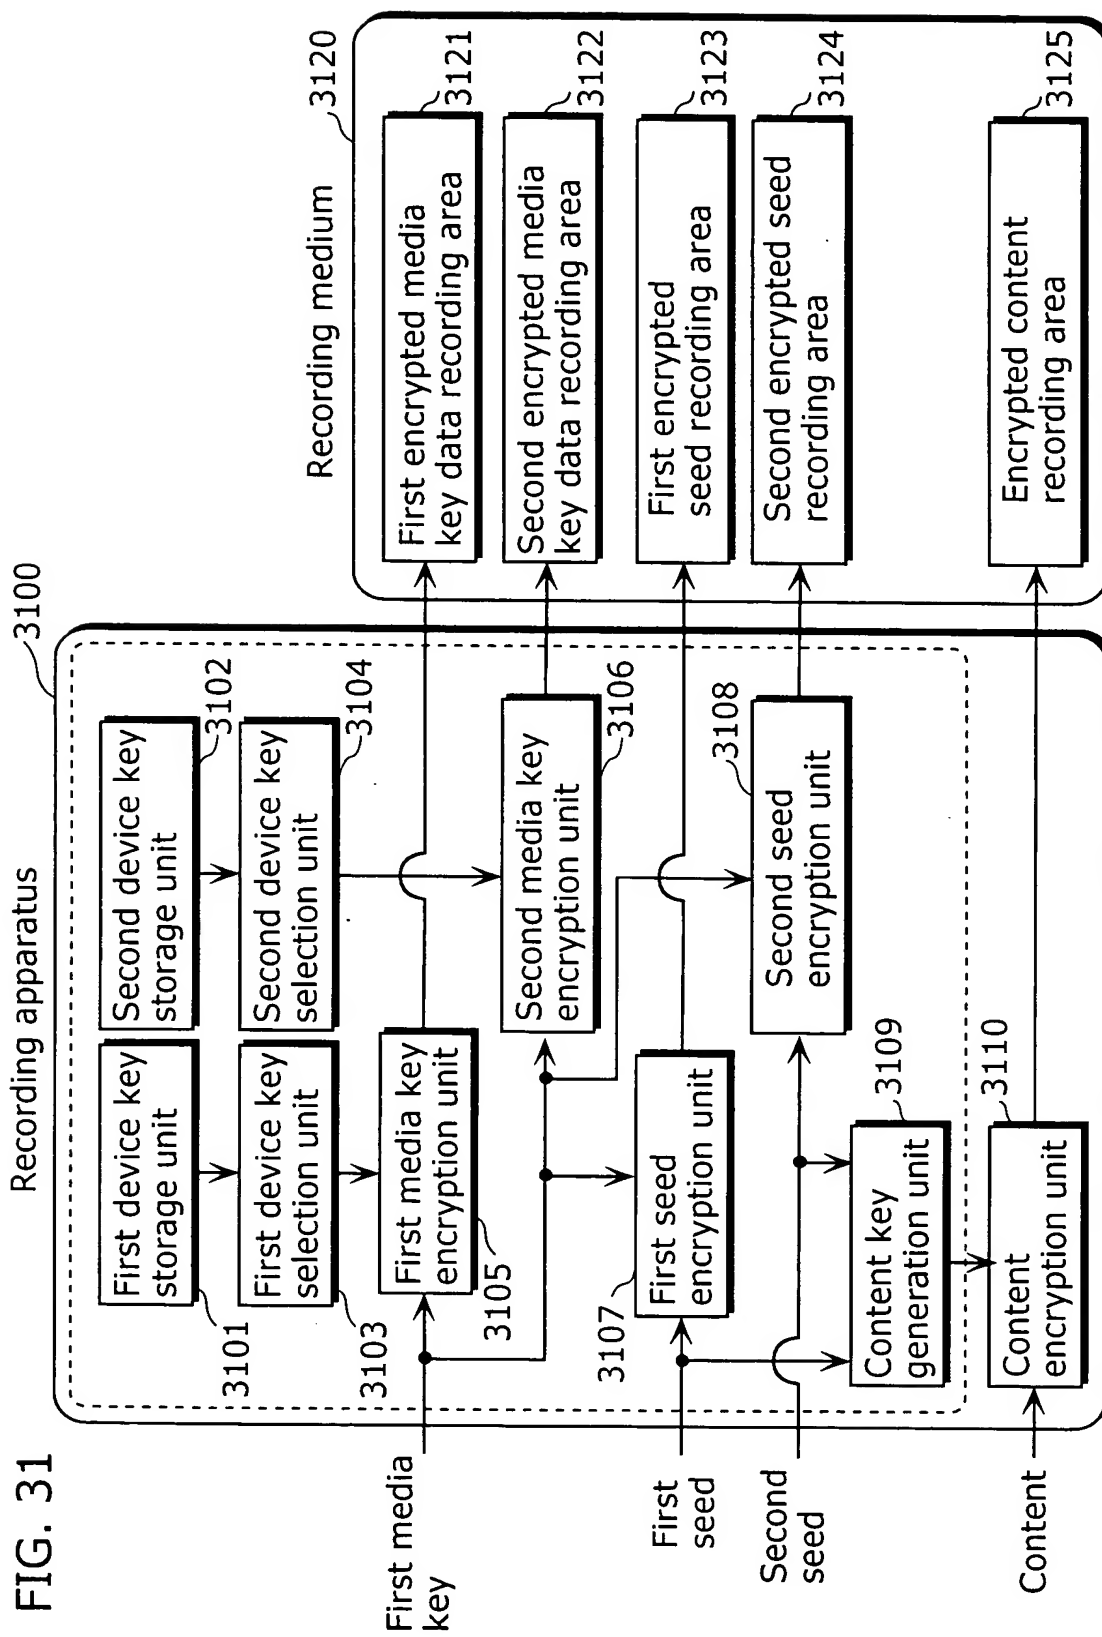 FIG. 31
Recording apparatus
3100
First device key
storage unit
3101
Second device key
storage unit
3102
First device key
selection unit
3103
Second device key
selection unit
3104
First media
key
First media key
encryption unit
3105
Second media key
encryption unit
3106
First
seed
3107
First seed
encryption unit
Second
seed
Second seed
encryption unit
3108
Content key
generation unit
3109
Content
Content
encryption unit
3110
Recording medium
3120
First encrypted media
key data recording area
3121
Second encrypted media
key data recording area
3122
First encrypted
seed recording area
3123
Second encrypted seed
recording area
3124
Encrypted content
recording area
3125